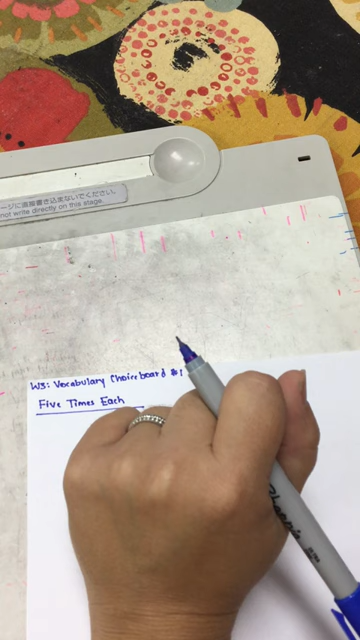 ージに直接書き込まないでください。
not write directly on this stage.
W3: Vocabulary Choiceboard #1
Five Times Each